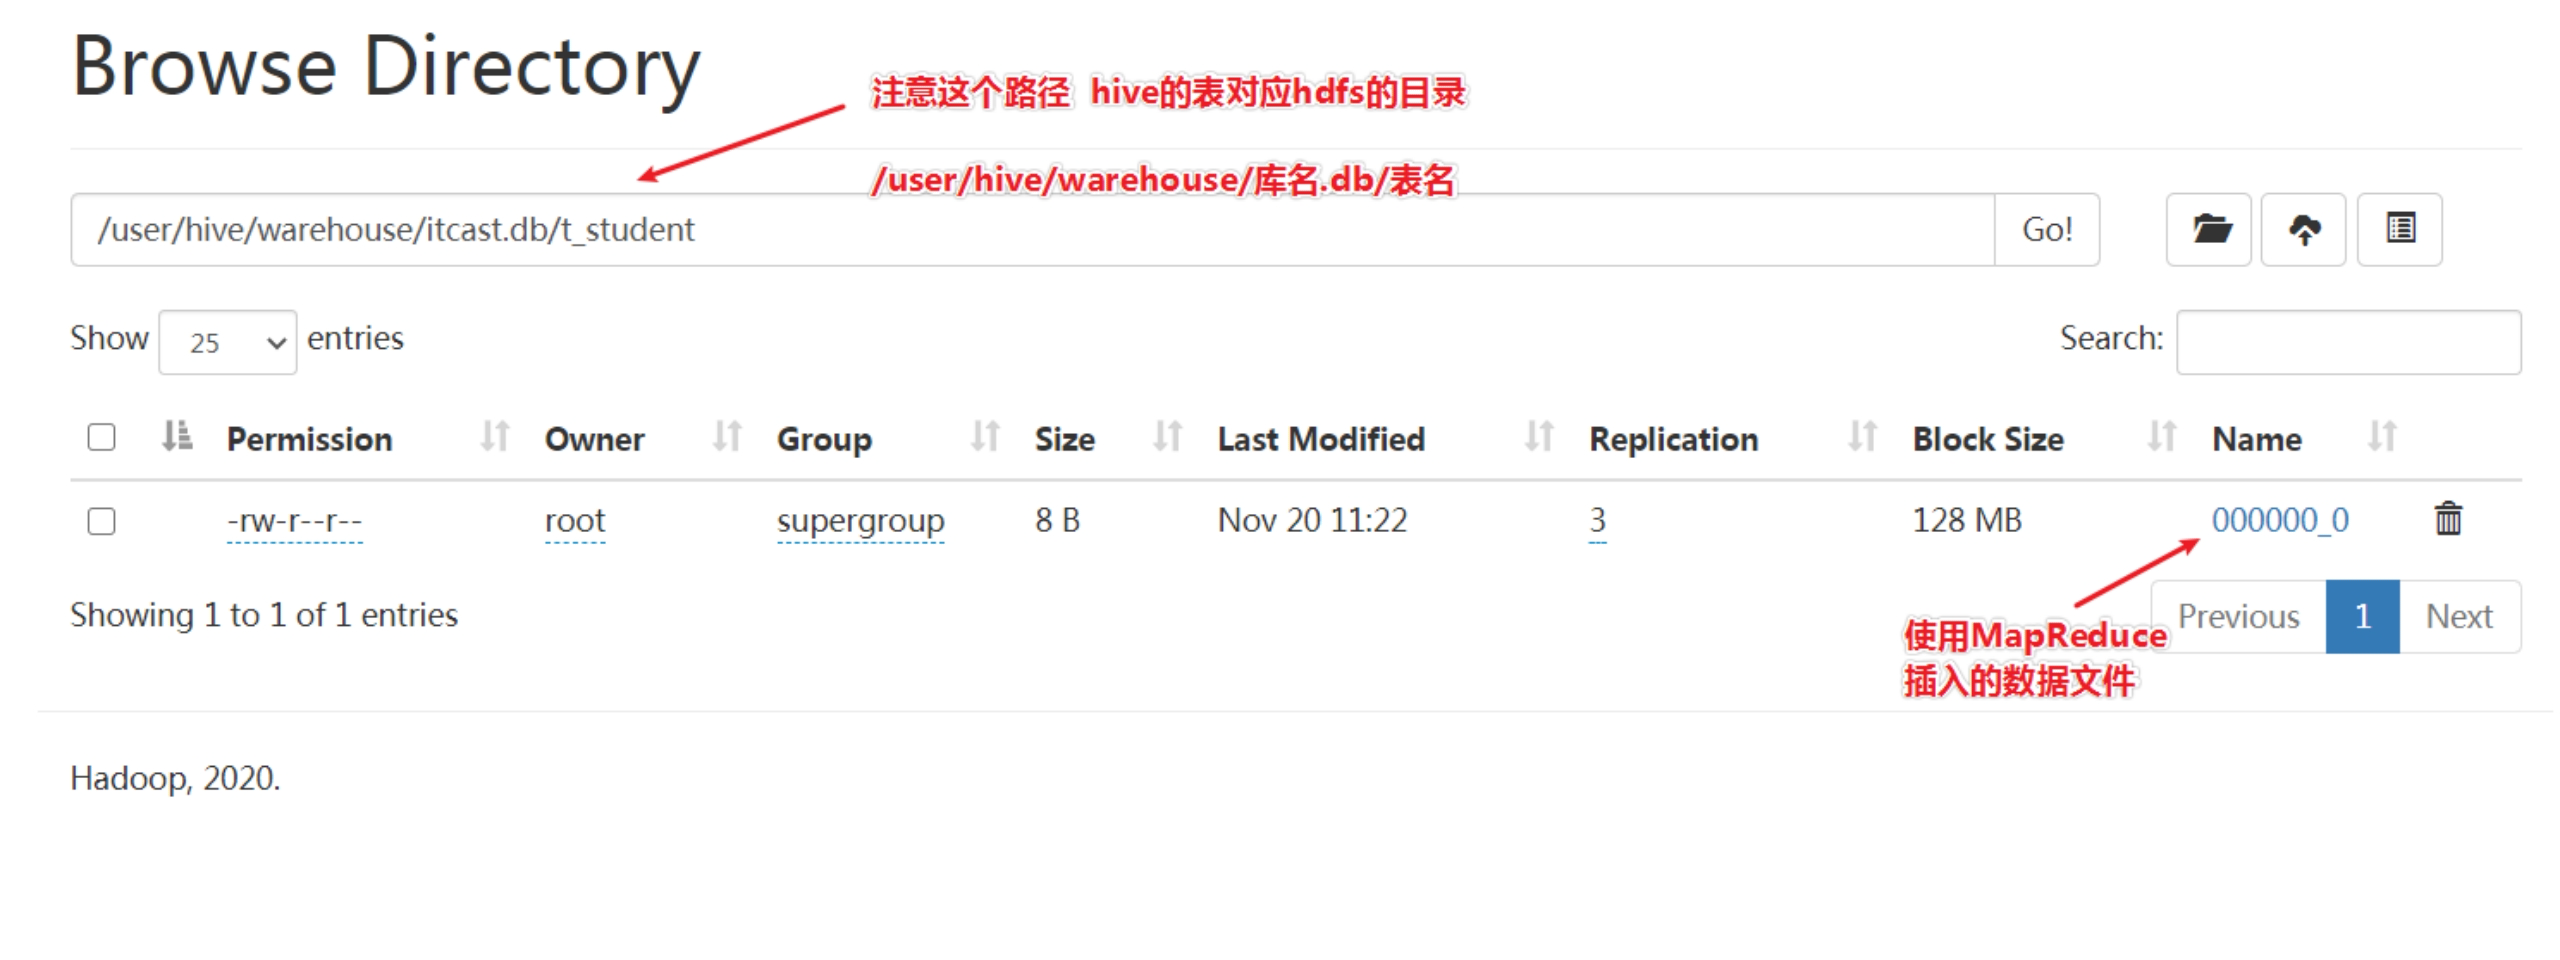 Browse Directory
注意这个路径 hive的表对应hdfs的目录
/user/hive/warehouse/库名.db/表名
/user/hive/warehouse/itcast.db/t_student
Go!
Show 25 entries
Search:
Permission Owner Group Size Last Modified Replication Block Size Name
-rw-r--r-- root supergroup 8 B Nov 20 11:22 3 128 MB 000000_0
Showing 1 to 1 of 1 entries
Previous 1 Next
使用MapReduce
插入的数据文件
Hadoop, 2020.